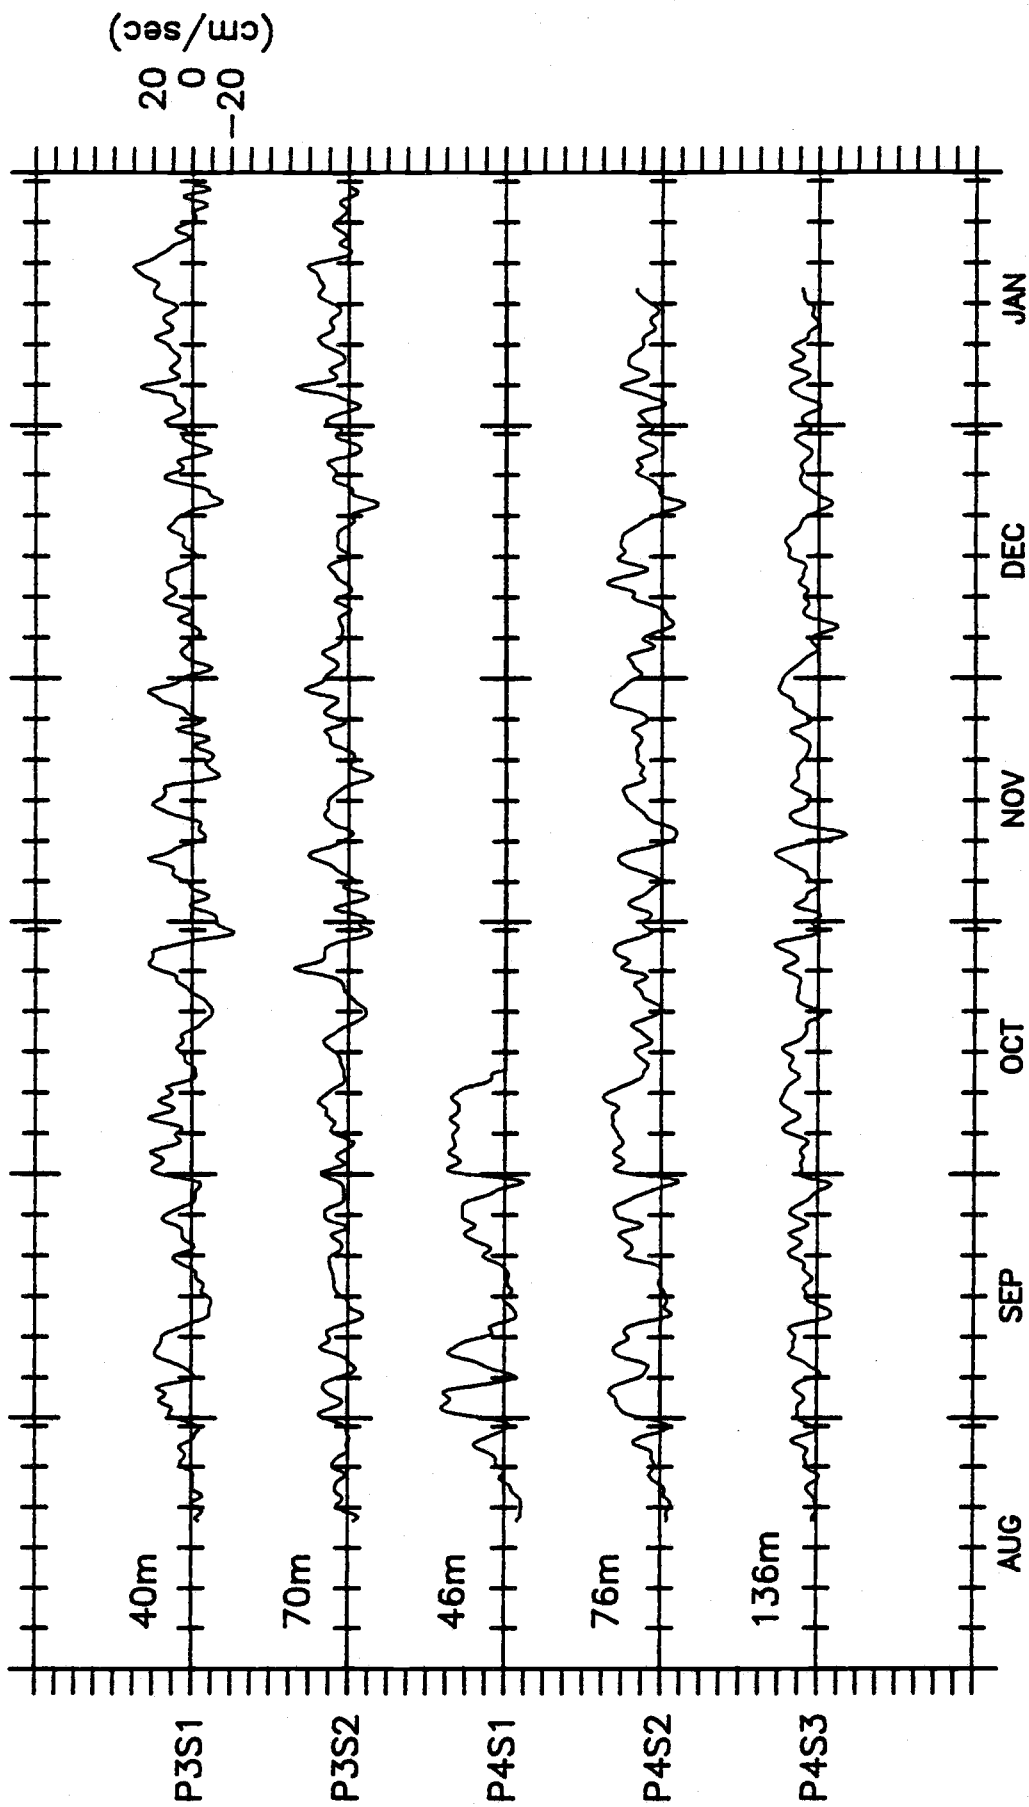 20
0
-20
(cm/sec)
P3S1
40m
P3S2
70m
P4S1
46m
P4S2
76m
P4S3
136m
AUG SEP OCT NOV DEC JAN